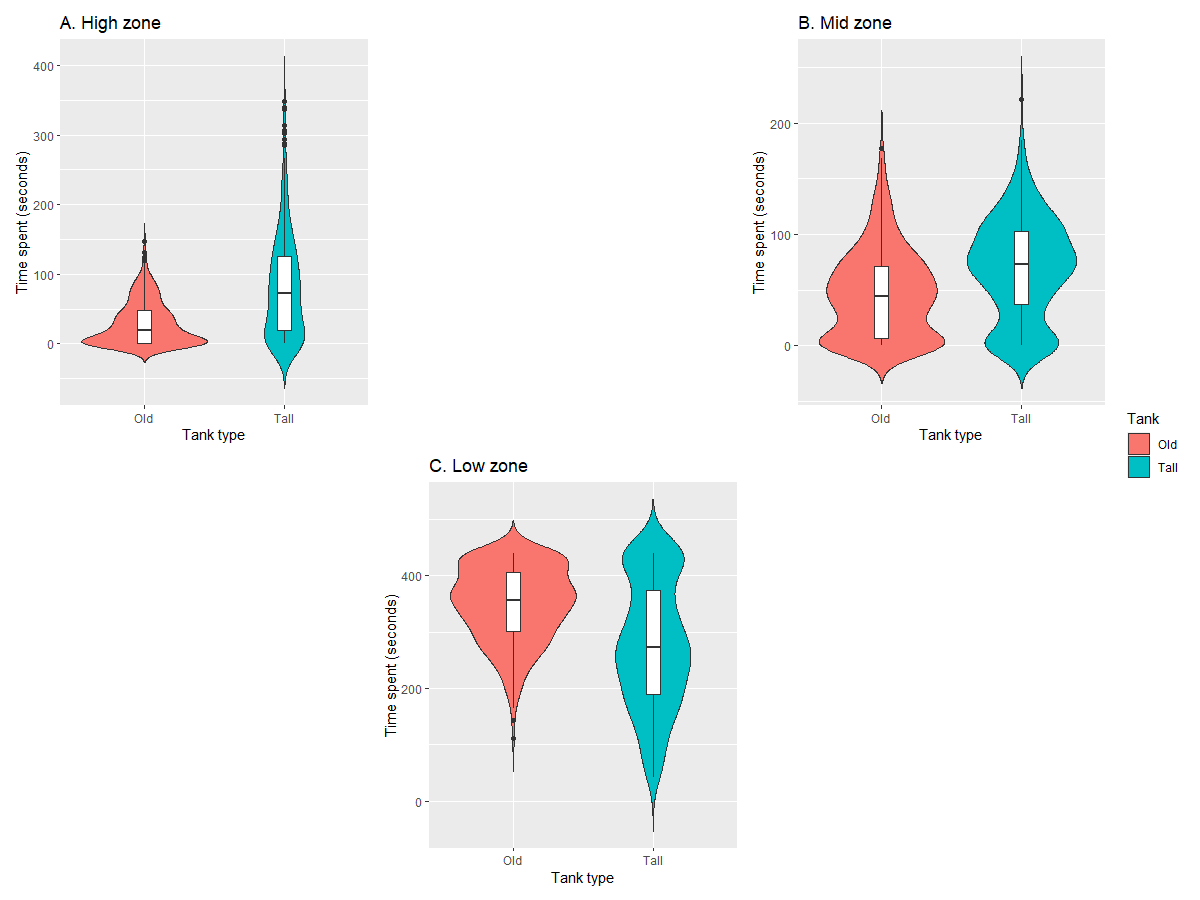 A. High zone
Time spent (seconds)
400
300
200
100
0
Old
Tall
Tank type
B. Mid zone
Time spent (seconds)
200
100
0
Old
Tall
Tank type
Tank
Old
Tall
C. Low zone
Time spent (seconds)
400
200
0
Old
Tall
Tank type